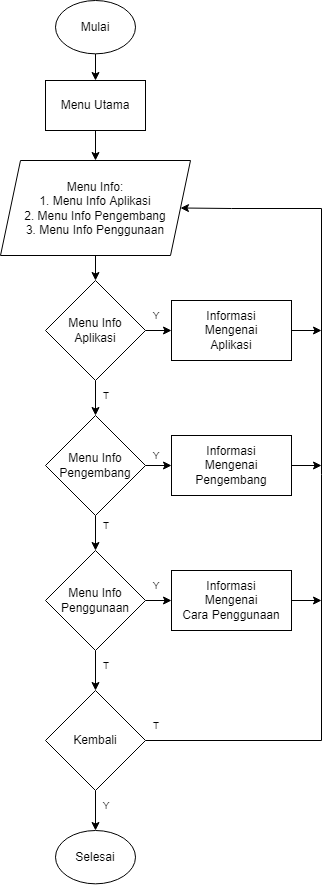 Mulai
Menu Utama
Menu Info:
1. Menu Info Aplikasi
2. Menu Info Pengembang
3. Menu Info Penggunaan
Menu Info
Aplikasi
Y
Informasi
Mengenai
Aplikasi
T
Menu Info
Pengembang
Y
Informasi
Mengenai
Pengembang
T
Menu Info
Penggunaan
Y
Informasi
Mengenai
Cara Penggunaan
T
Kembali
T
Y
Selesai